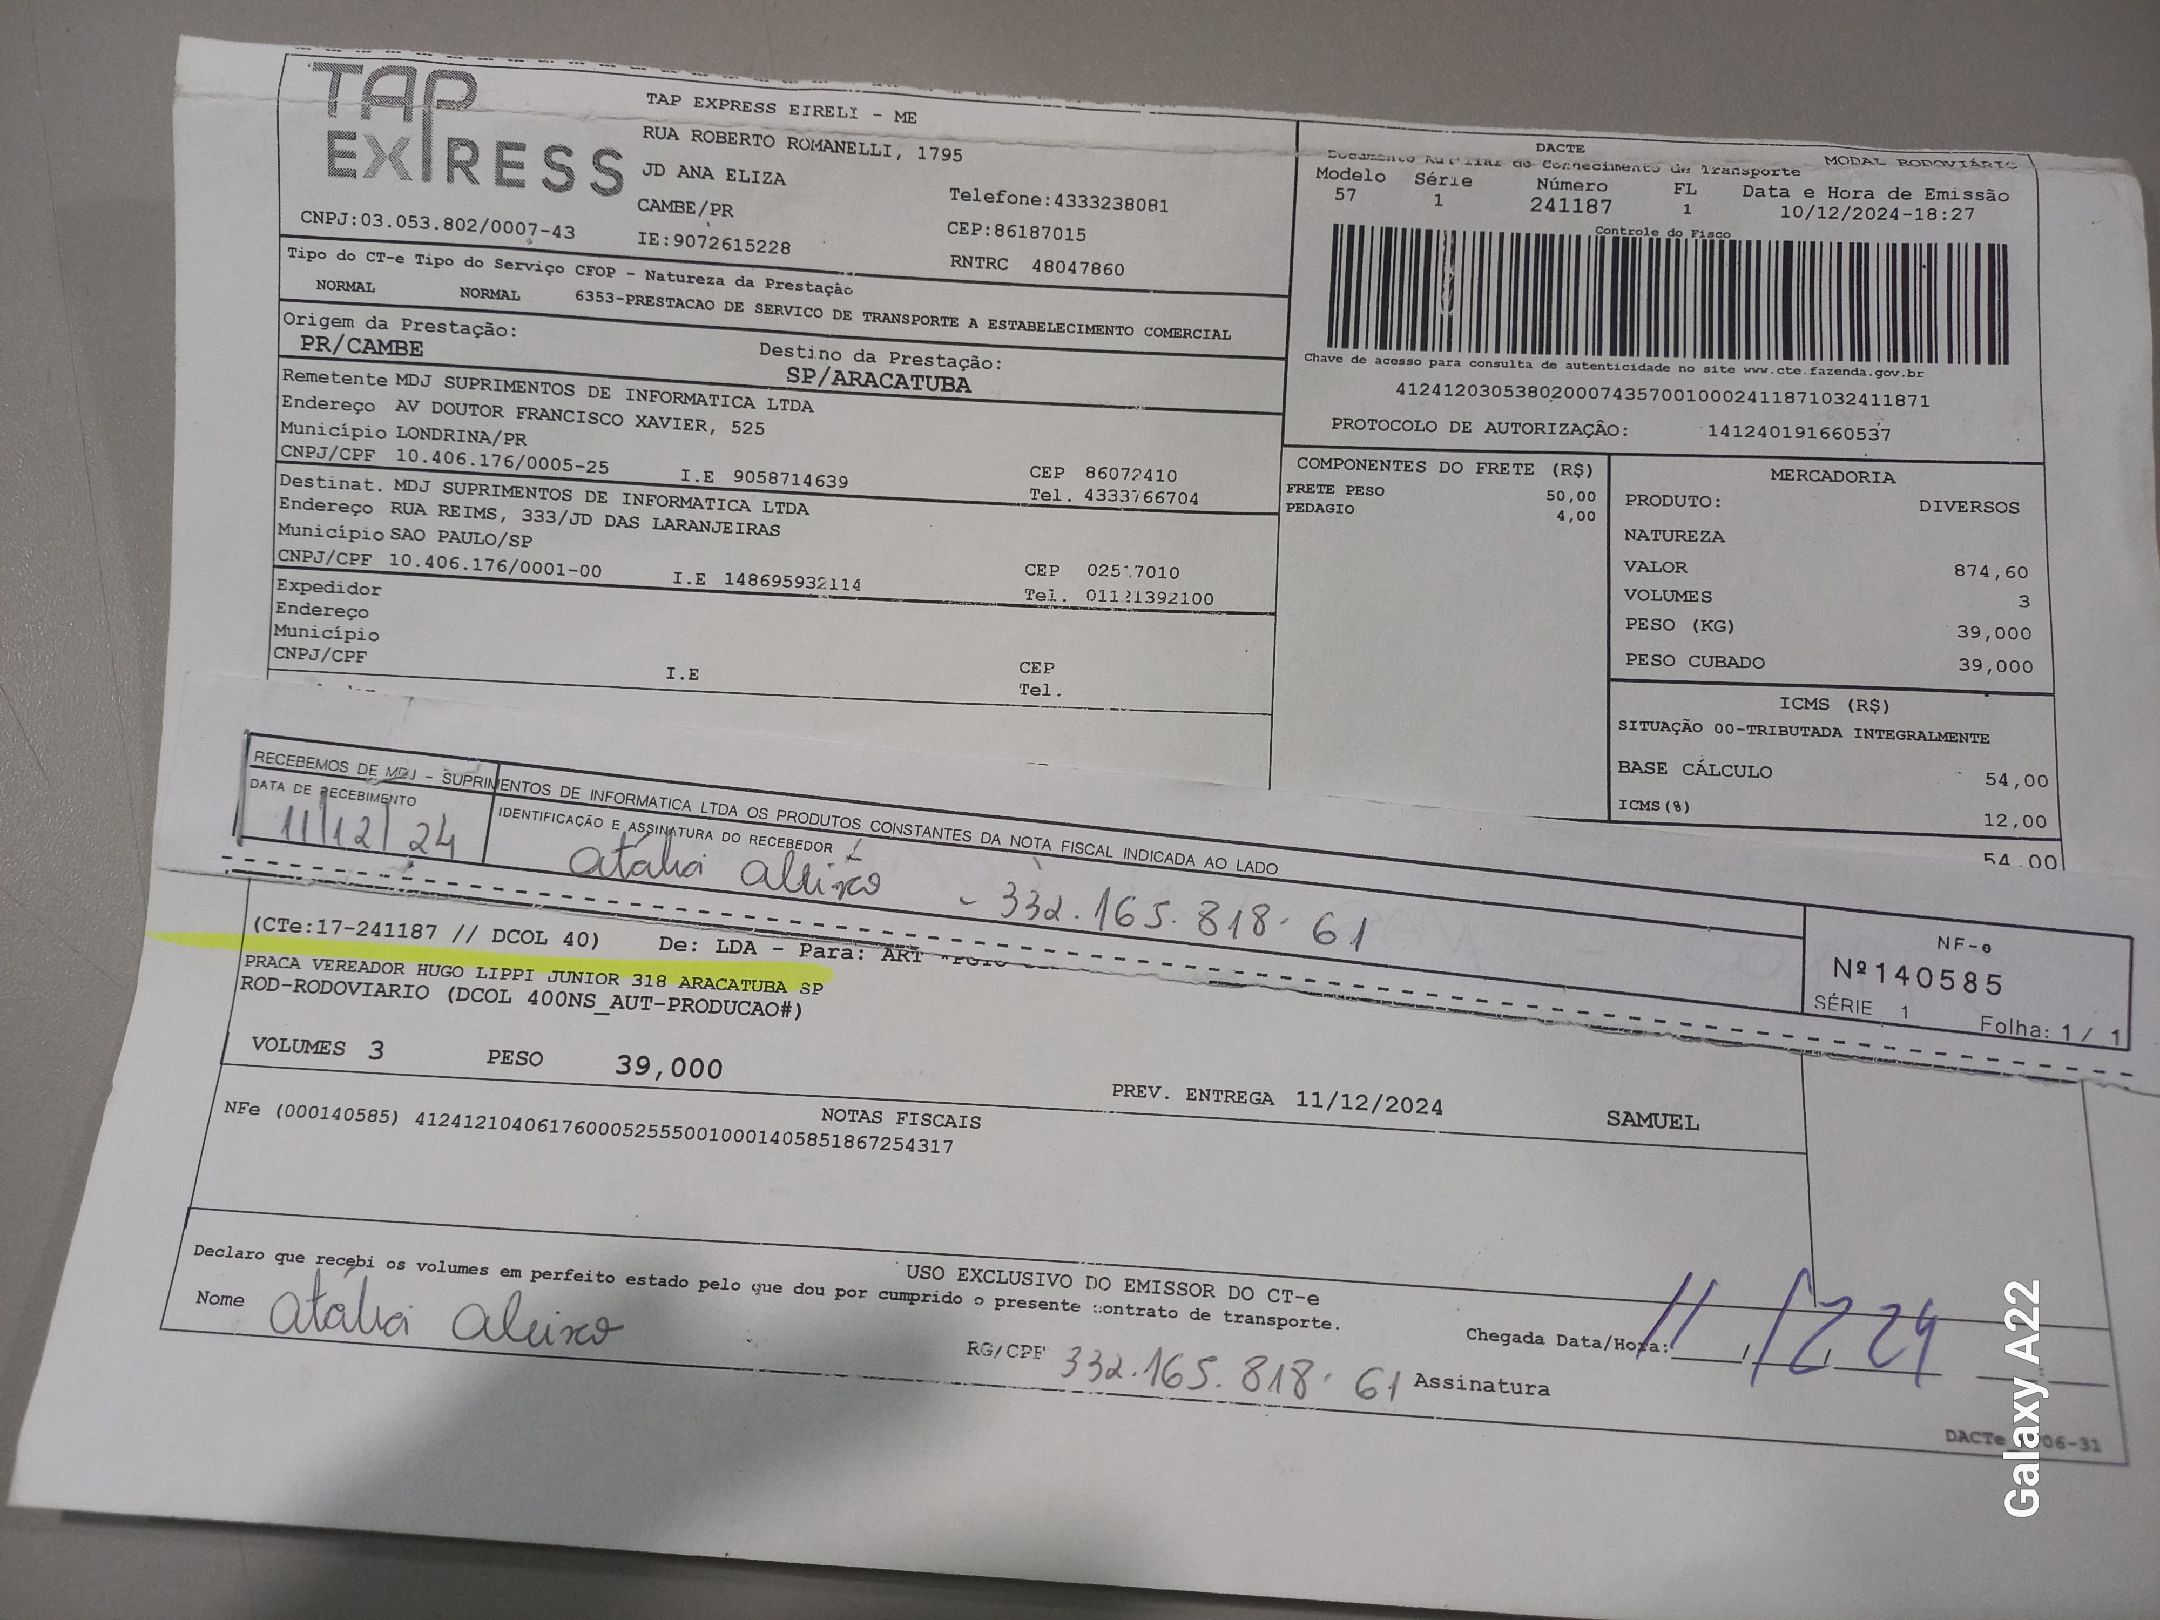 TAP
EXPRESS
CNPJ:03.053.802/0007-43
TAP EXPRESS EIRELI - ME
RUA ROBERTO ROMANELLI, 1795
JD ANA ELIZA
CAMBE/PR
IE:9072615228
Telefone:4333238081
CEP:86187015
RNTRC 48047860
DACTE
Documento Auxiliar do Conhecimento de Transporte
MODAL RODOVIÁRIO
Modelo Série Número FL Data e Hora de Emissão
57 1 241187 1 10/12/2024-18:27
Controle do Fisco
Chave de acesso para consulta de autenticidade no site www.cte.fazenda.gov.br
41241203053802000743570010002411871032411871
PROTOCOLO DE AUTORIZAÇÃO: 141240191660537
Tipo do CT-e Tipo do Serviço CFOP - Natureza da Prestação
NORMAL NORMAL 6353-PRESTACAO DE SERVICO DE TRANSPORTE A ESTABELECIMENTO COMERCIAL
Origem da Prestação:
PR/CAMBE
Destino da Prestação:
SP/ARACATUBA
Remetente MDJ SUPRIMENTOS DE INFORMATICA LTDA
Endereço AV DOUTOR FRANCISCO XAVIER, 525
Município LONDRINA/PR
CEP 86072410
CNPJ/CPF 10.406.176/0005-25 I.E 9058714639 Tel. 4333766704
Destinat. MDJ SUPRIMENTOS DE INFORMATICA LTDA
Endereço RUA REIMS, 333/JD DAS LARANJEIRAS
Município SAO PAULO/SP
CEP 02517010
CNPJ/CPF 10.406.176/0001-00 I.E 148695932114 Tel. 01121392100
Expedidor
Endereço
Município
CEP
CNPJ/CPF I.E Tel.
COMPONENTES DO FRETE (R$)
FRETE PESO 50,00
PEDAGIO 4,00
MERCADORIA
PRODUTO: DIVERSOS
NATUREZA
VALOR 874,60
VOLUMES 3
PESO (KG) 39,000
PESO CUBADO 39,000
ICMS (R$)
SITUAÇÃO 00-TRIBUTADA INTEGRALMENTE
BASE CÁLCULO 54,00
ICMS(%) 12,00
54,00
RECEBEMOS DE MDJ - SUPRIMENTOS DE INFORMATICA LTDA OS PRODUTOS CONSTANTES DA NOTA FISCAL INDICADA AO LADO
DATA DE RECEBIMENTO
11/12/24
IDENTIFICAÇÃO E ASSINATURA DO RECEBEDOR
Atália Aleixo - 332.165.818-61
NF-e
Nº140585
SÉRIE 1 Folha: 1 / 1
(CTe:17-241187 // DCOL 40) De: LDA - Para: ART
PRACA VEREADOR HUGO LIPPI JUNIOR 318 ARACATUBA SP
ROD-RODOVIARIO (DCOL 400NS_AUT-PRODUCAO#)
VOLUMES 3 PESO 39,000 PREV. ENTREGA 11/12/2024 SAMUEL
NOTAS FISCAIS
NFe (000140585) 41241210406176000525550010001405851867254317
USO EXCLUSIVO DO EMISSOR DO CT-e
Declaro que recebi os volumes em perfeito estado pelo que dou por cumprido o presente contrato de transporte.
Nome Atália Aleixo RG/CPF 332.165.818-61 Assinatura
Chegada Data/Hora: 11/12/24
Galaxy A22